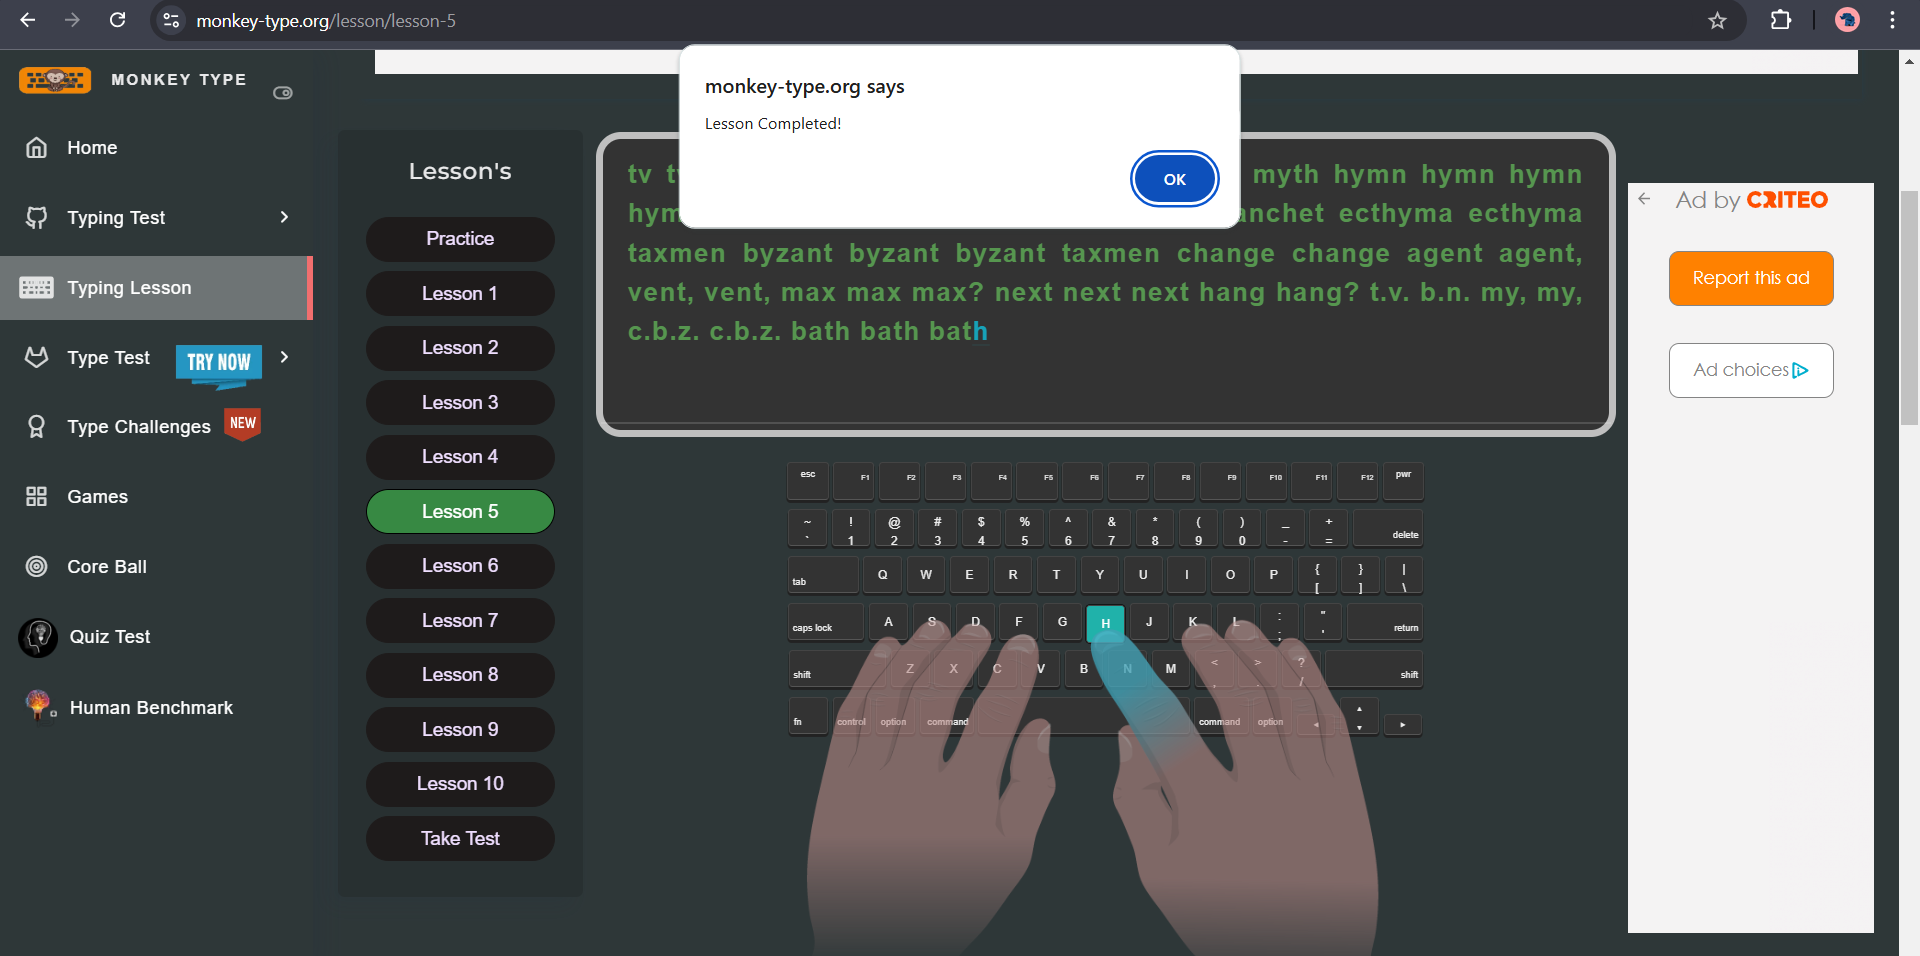 monkey-type.org/lesson/lesson-5
MONKEY TYPE
Home
Typing Test
Typing Lesson
Type Test TRY NOW
Type Challenges NEW
Games
Core Ball
Quiz Test
Human Benchmark
Lesson's
Practice
Lesson 1
Lesson 2
Lesson 3
Lesson 4
Lesson 5
Lesson 6
Lesson 7
Lesson 8
Lesson 9
Lesson 10
Take Test
monkey-type.org says
Lesson Completed!
OK
tv myth hymn hymn hymn
ecthyma ecthyma
taxmen byzant byzant byzant taxmen change change agent agent,
vent, vent, max max max? next next next hang hang? t.v. b.n. my, my,
c.b.z. c.b.z. bath bath bath
esc F1 F2 F3 F4 F5 F6 F7 F8 F9 F10 F11 F12 pwr
~ ! @ # $ % ^ & * ( ) _ +
` 1 2 3 4 5 6 7 8 9 0 - = delete
tab Q W E R T Y U I O P { } |
[ ] \
caps lock A S D F G H J K L : "
; ' return
shift Z X C V B N M < > ?
, . / shift
fn control option command command option
Ad by CRITEO
Report this ad
Ad choices